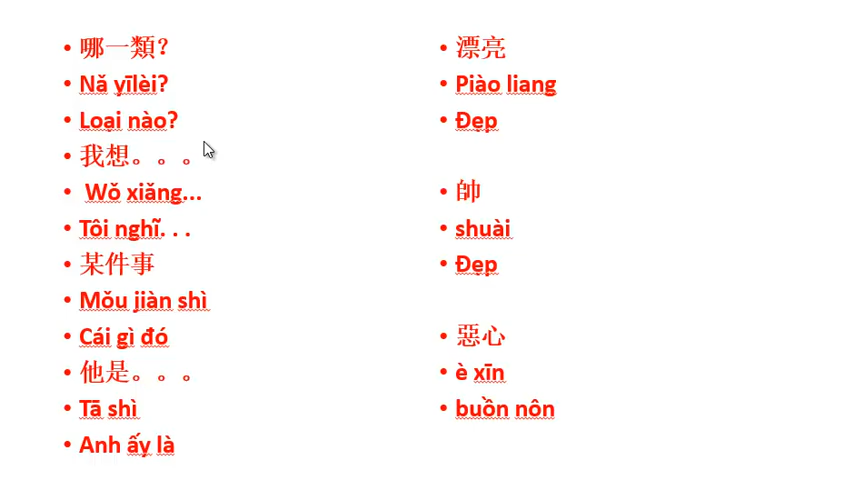 哪一類?
Nǎ yīlèi?
Loại nào?
我想。。。
Wǒ xiǎng...
Tôi nghĩ. . .
某件事
Mǒu jiàn shì
Cái gì đó
他是。。。
Tā shì
Anh ấy là
漂亮
Piào liang
Đẹp
帥
shuài
Đẹp
惡心
è xīn
buồn nôn